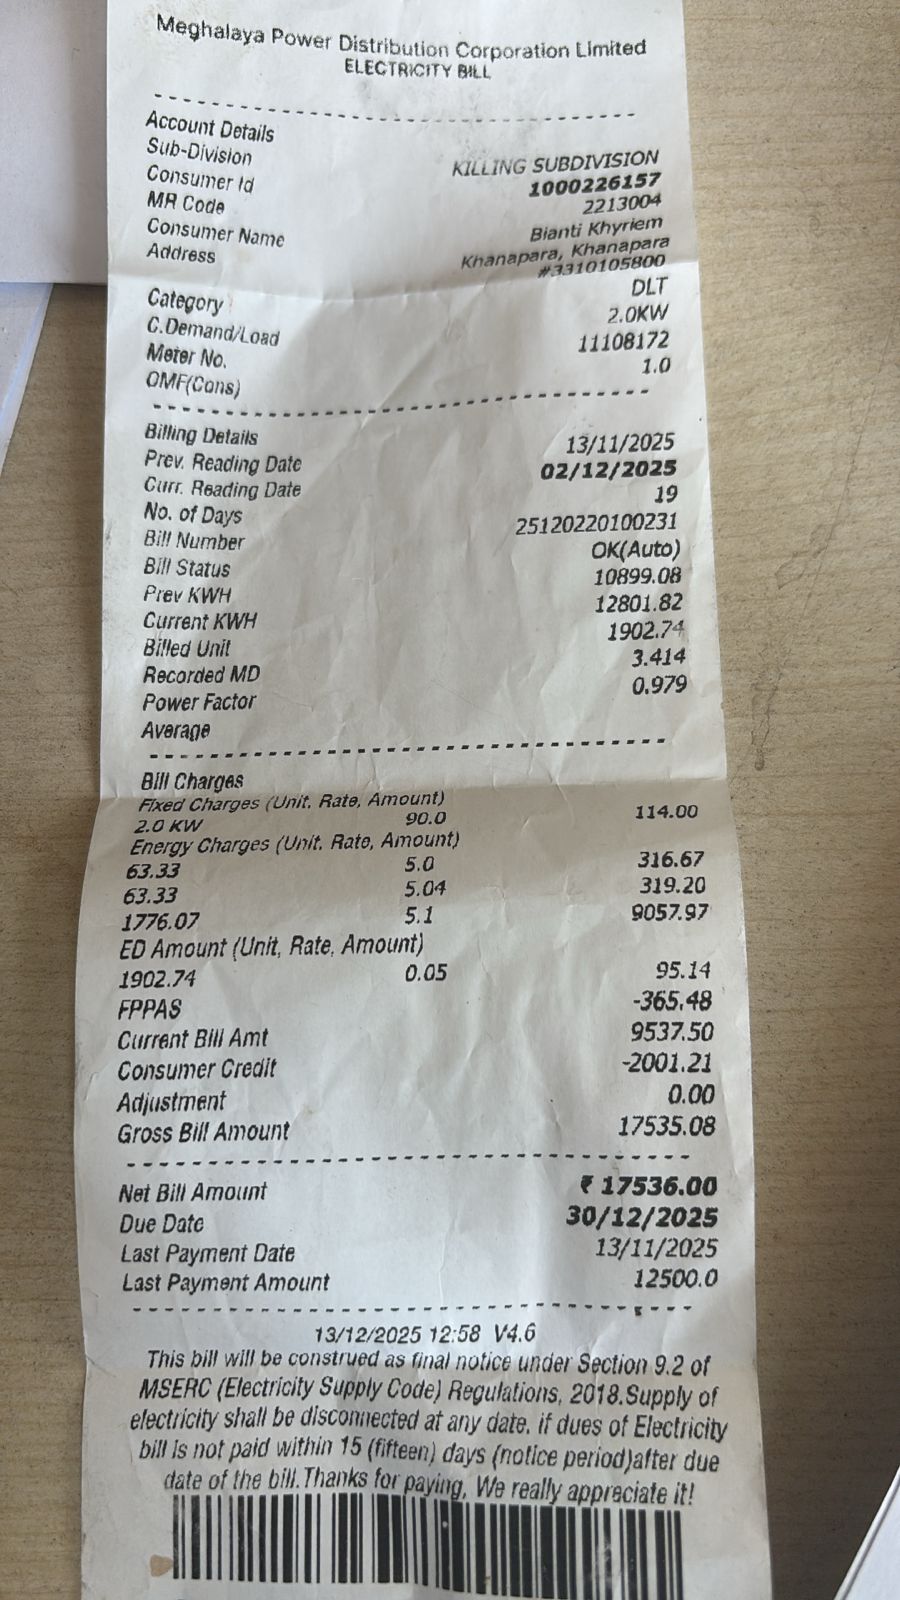 Meghalaya Power Distribution Corporation Limited
ELECTRICITY BILL
Account Details
Sub-Division KILLING SUBDIVISION
Consumer Id 1000226157
MR Code 2213004
Consumer Name Bianti Khyriem
Address Khanapara, Khanapara
#3310105800
Category DLT
C.Demand/Load 2.0KW
Meter No. 11108172
OMF(Cons) 1.0
Billing Details
Prev. Reading Date 13/11/2025
Curr. Reading Date 02/12/2025
No. of Days 19
Bill Number 25120220100231
Bill Status OK(Auto)
Prev KWH 10899.08
Current KWH 12801.82
Billed Unit 1902.74
Recorded MD 3.414
Power Factor 0.979
Average
Bill Charges
Fixed Charges (Unit, Rate, Amount)
2.0 KW 90.0 114.00
Energy Charges (Unit, Rate, Amount)
63.33 5.0 316.67
63.33 5.04 319.20
1776.07 5.1 9057.97
ED Amount (Unit, Rate, Amount)
1902.74 0.05 95.14
FPPAS -365.48
Current Bill Amt 9537.50
Consumer Credit -2001.21
Adjustment 0.00
Gross Bill Amount 17535.08
Net Bill Amount ₹ 17536.00
Due Date 30/12/2025
Last Payment Date 13/11/2025
Last Payment Amount 12500.0
13/12/2025 12:58 V4.6
This bill will be construed as final notice under Section 9.2 of
MSERC (Electricity Supply Code) Regulations, 2018.Supply of
electricity shall be disconnected at any date, if dues of Electricity
bill is not paid within 15 (fifteen) days (notice period)after due
date of the bill.Thanks for paying, We really appreciate it!